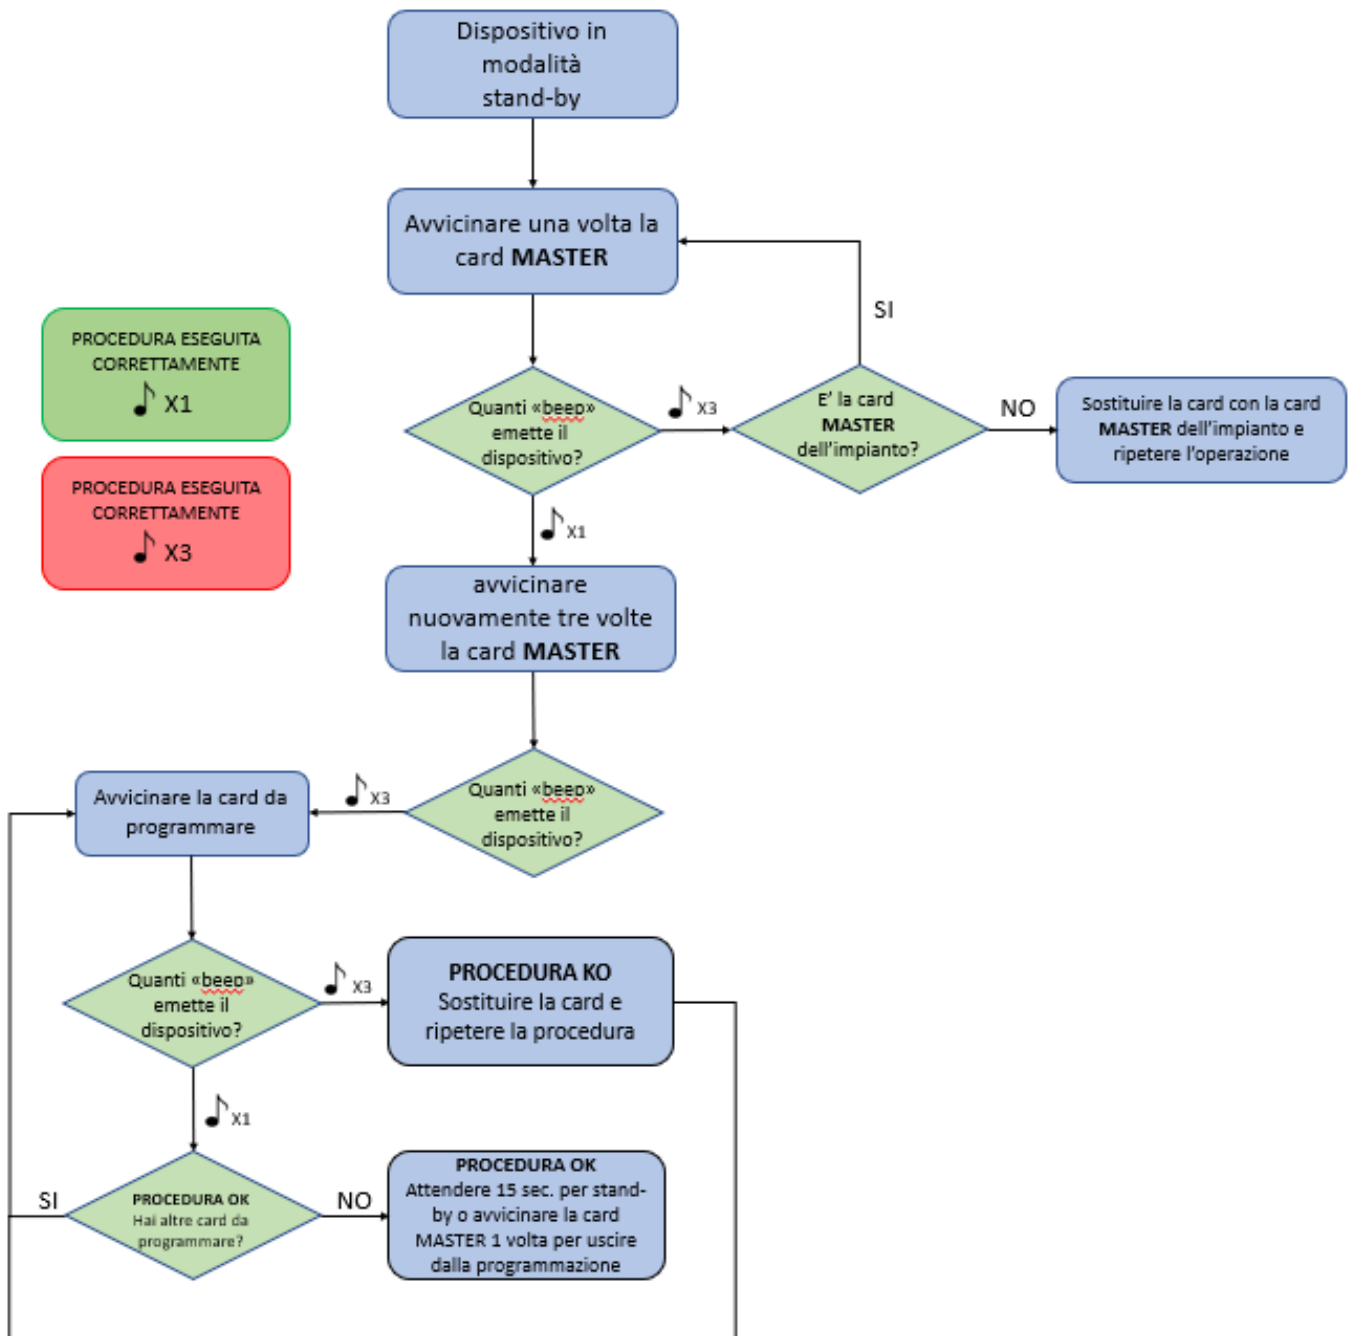 Dispositivo in
modalità
stand-by
Avvicinare una volta la
card MASTER
SI
PROCEDURA ESEGUITA
CORRETTAMENTE
X1
Quanti «beep»
emette il
dispositivo?
X3
E' la card
MASTER
dell'impianto?
NO
Sostituire la card con la card
MASTER dell'impianto e
ripetere l'operazione
PROCEDURA ESEGUITA
CORRETTAMENTE
X3
X1
avvicinare
nuovamente tre volte
la card MASTER
Avvicinare la card da
programmare
X3
Quanti «beep»
emette il
dispositivo?
Quanti «beep»
emette il
dispositivo?
X3
PROCEDURA KO
Sostituire la card e
ripetere la procedura
X1
SI
PROCEDURA OK
Hai altre card da
programmare?
NO
PROCEDURA OK
Attendere 15 sec. per stand-
by o avvicinare la card
MASTER 1 volta per uscire
dalla programmazione